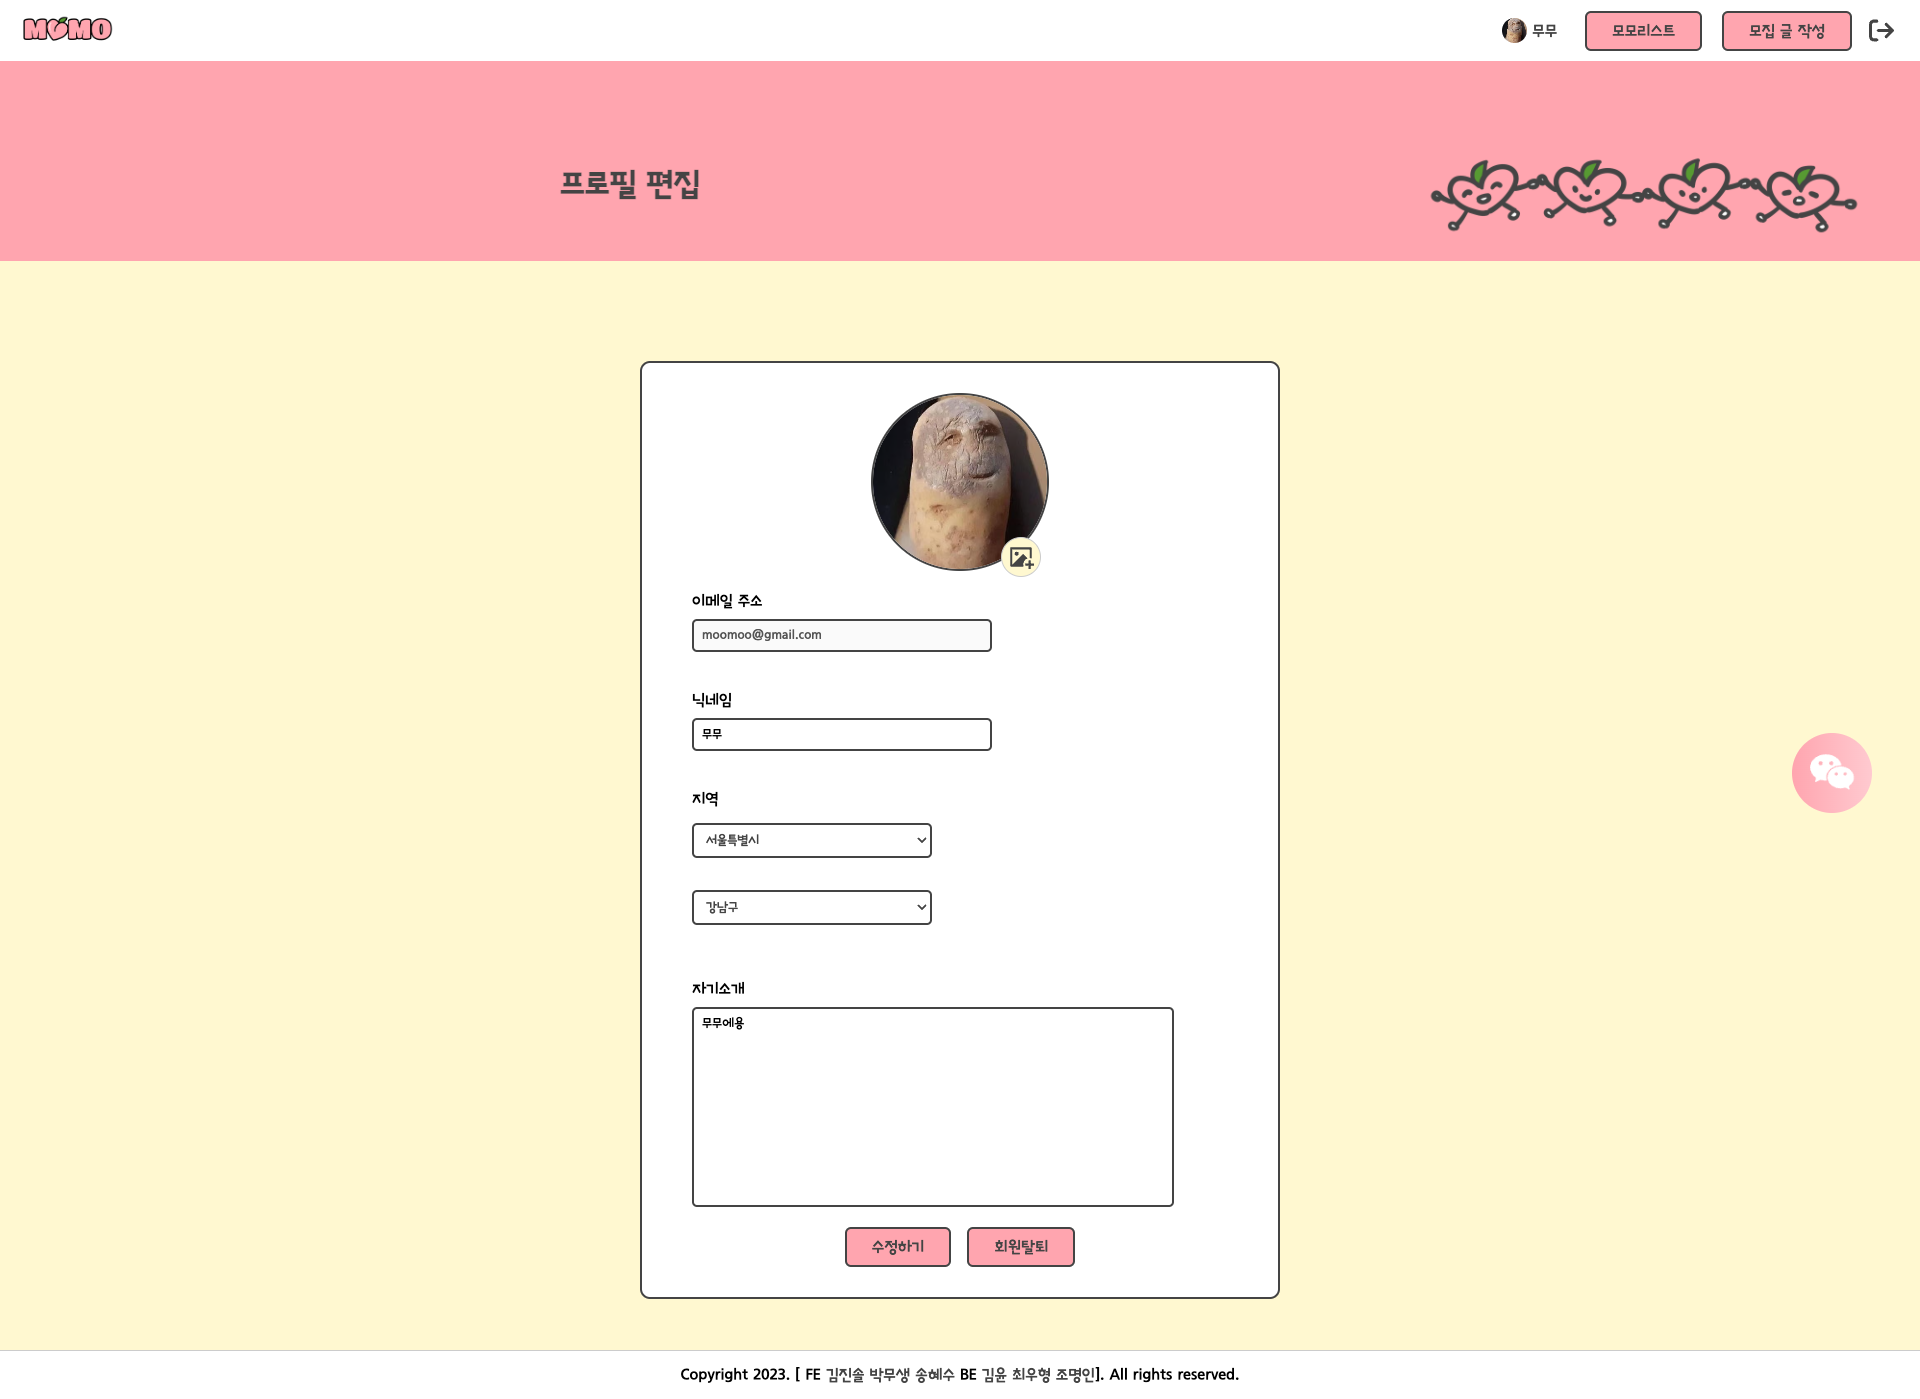 MOMO
무무
모모리스트
모집 글 작성
프로필 편집
이메일 주소
moomoo@gmail.com
닉네임
무무
지역
서울특별시
강남구
자기소개
무무에용
수정하기
회원탈퇴
Copyright 2023. [ FE 김진솔 박무생 송혜수 BE 김윤 최우형 조명인]. All rights reserved.